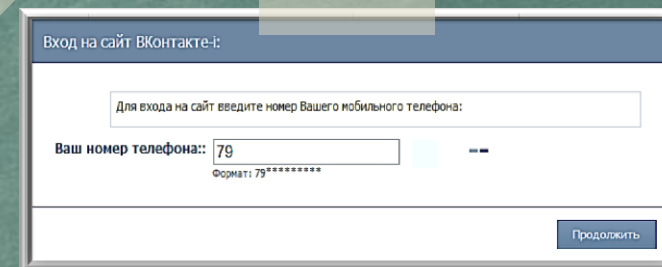 Вход на сайт ВКонтакте-i:
Для входа на сайт введите номер Вашего мобильного телефона:
Ваш номер телефона:: 79
Формат: 79*********
Продолжить